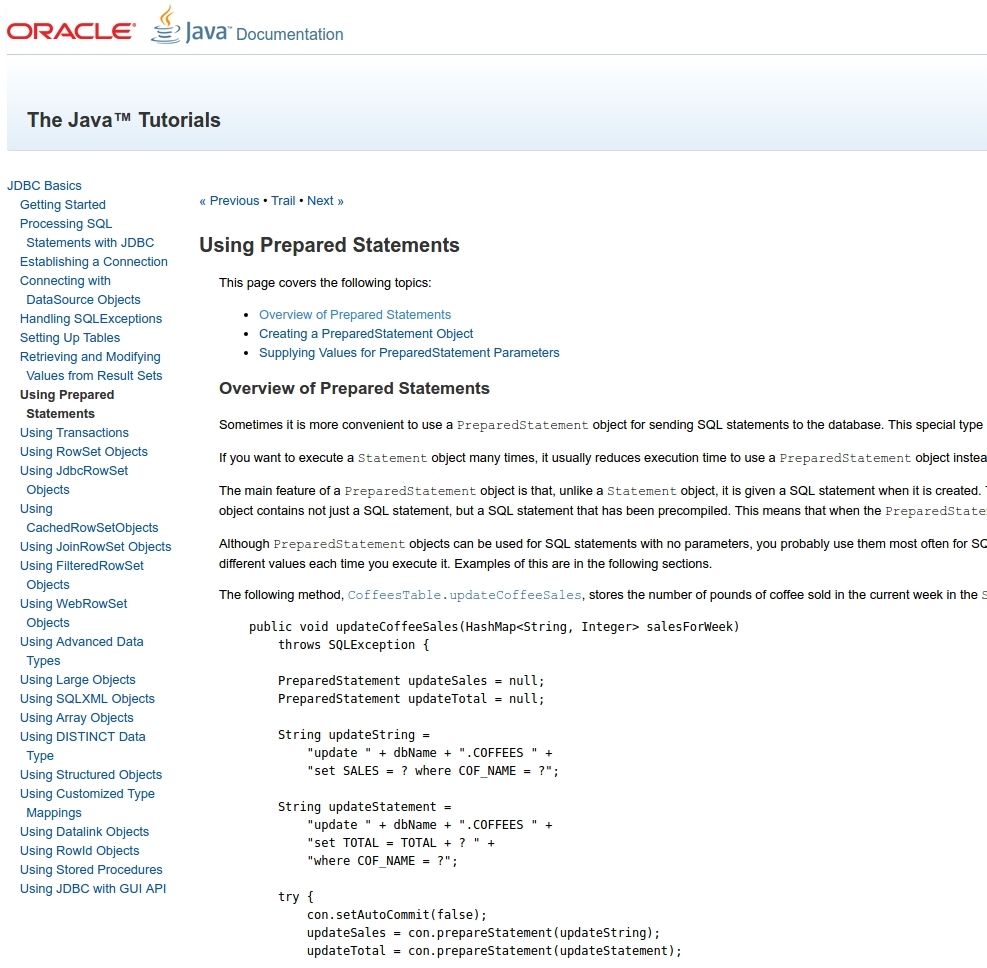 ORACLE Java™ Documentation
The Java™ Tutorials
JDBC Basics
Getting Started
Processing SQL
Statements with JDBC
Establishing a Connection
Connecting with
DataSource Objects
Handling SQLExceptions
Setting Up Tables
Retrieving and Modifying
Values from Result Sets
Using Prepared
Statements
Using Transactions
Using RowSet Objects
Using JdbcRowSet
Objects
Using
CachedRowSetObjects
Using JoinRowSet Objects
Using FilteredRowSet
Objects
Using WebRowSet
Objects
Using Advanced Data
Types
Using Large Objects
Using SQLXML Objects
Using Array Objects
Using DISTINCT Data
Type
Using Structured Objects
Using Customized Type
Mappings
Using Datalink Objects
Using RowId Objects
Using Stored Procedures
Using JDBC with GUI API
« Previous • Trail • Next »
Using Prepared Statements
This page covers the following topics:
• Overview of Prepared Statements
• Creating a PreparedStatement Object
• Supplying Values for PreparedStatement Parameters
Overview of Prepared Statements
Sometimes it is more convenient to use a PreparedStatement object for sending SQL statements to the database. This special type
If you want to execute a Statement object many times, it usually reduces execution time to use a PreparedStatement object instea
The main feature of a PreparedStatement object is that, unlike a Statement object, it is given a SQL statement when it is created.
object contains not just a SQL statement, but a SQL statement that has been precompiled. This means that when the PreparedState
Although PreparedStatement objects can be used for SQL statements with no parameters, you probably use them most often for SQ
different values each time you execute it. Examples of this are in the following sections.
The following method, CoffeesTable.updateCoffeeSales, stores the number of pounds of coffee sold in the current week in the S
public void updateCoffeeSales(HashMap<String, Integer> salesForWeek)
    throws SQLException {
    PreparedStatement updateSales = null;
    PreparedStatement updateTotal = null;
    String updateString =
        "update " + dbName + ".COFFEES " +
        "set SALES = ? where COF_NAME = ?";
    String updateStatement =
        "update " + dbName + ".COFFEES " +
        "set TOTAL = TOTAL + ? " +
        "where COF_NAME = ?";
    try {
        con.setAutoCommit(false);
        updateSales = con.prepareStatement(updateString);
        updateTotal = con.prepareStatement(updateStatement);